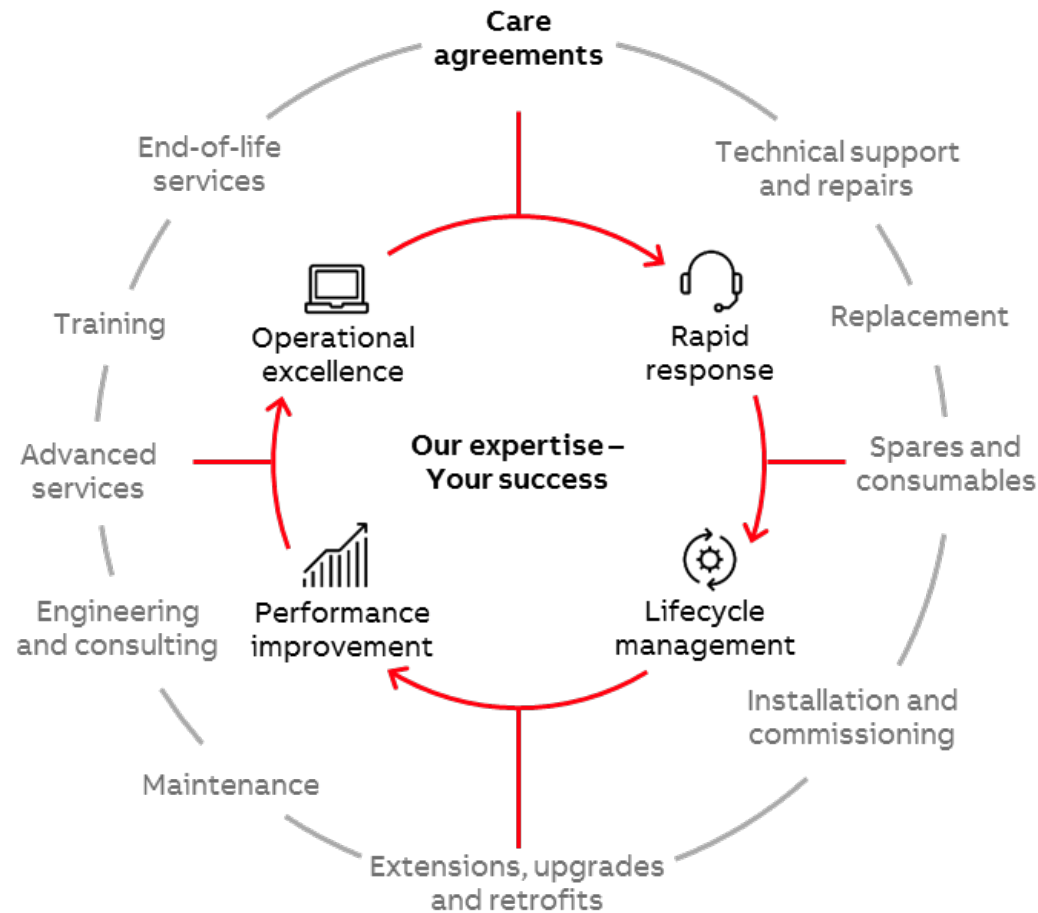 Care
agreements
End-of-life
services
Technical support
and repairs
Training
Operational
excellence
Rapid
response
Replacement
Advanced
services
Our expertise –
Your success
Spares and
consumables
Engineering
and consulting
Performance
improvement
Lifecycle
management
Installation and
commissioning
Maintenance
Extensions, upgrades
and retrofits